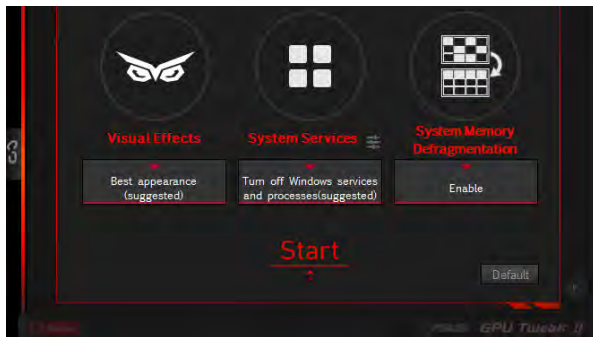 Visual Effects
System Services
System Memory
Defragmentation
Best appearance
(suggested)
Turn off Windows services
and processes(suggested)
Enable
Start
Default
GPU Tweak II